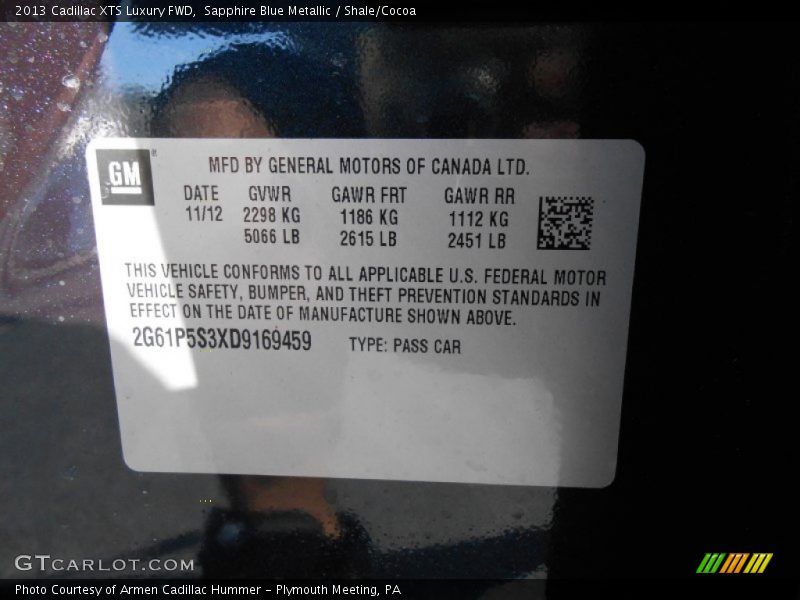 2013 Cadillac XTS Luxury FWD,  Sapphire Blue Metallic / Shale/Cocoa
GM ®
MFD BY GENERAL MOTORS OF CANADA LTD.
DATE GVWR GAWR FRT GAWR RR
11/12 2298 KG 1186 KG 1112 KG
5066 LB 2615 LB 2451 LB
THIS VEHICLE CONFORMS TO ALL APPLICABLE U.S. FEDERAL MOTOR
VEHICLE SAFETY, BUMPER, AND THEFT PREVENTION STANDARDS IN
EFFECT ON THE DATE OF MANUFACTURE SHOWN ABOVE.
2G61P5S3XD9169459 TYPE: PASS CAR
GTCARLOT.COM
Photo Courtesy of Armen Cadillac Hummer - Plymouth Meeting, PA